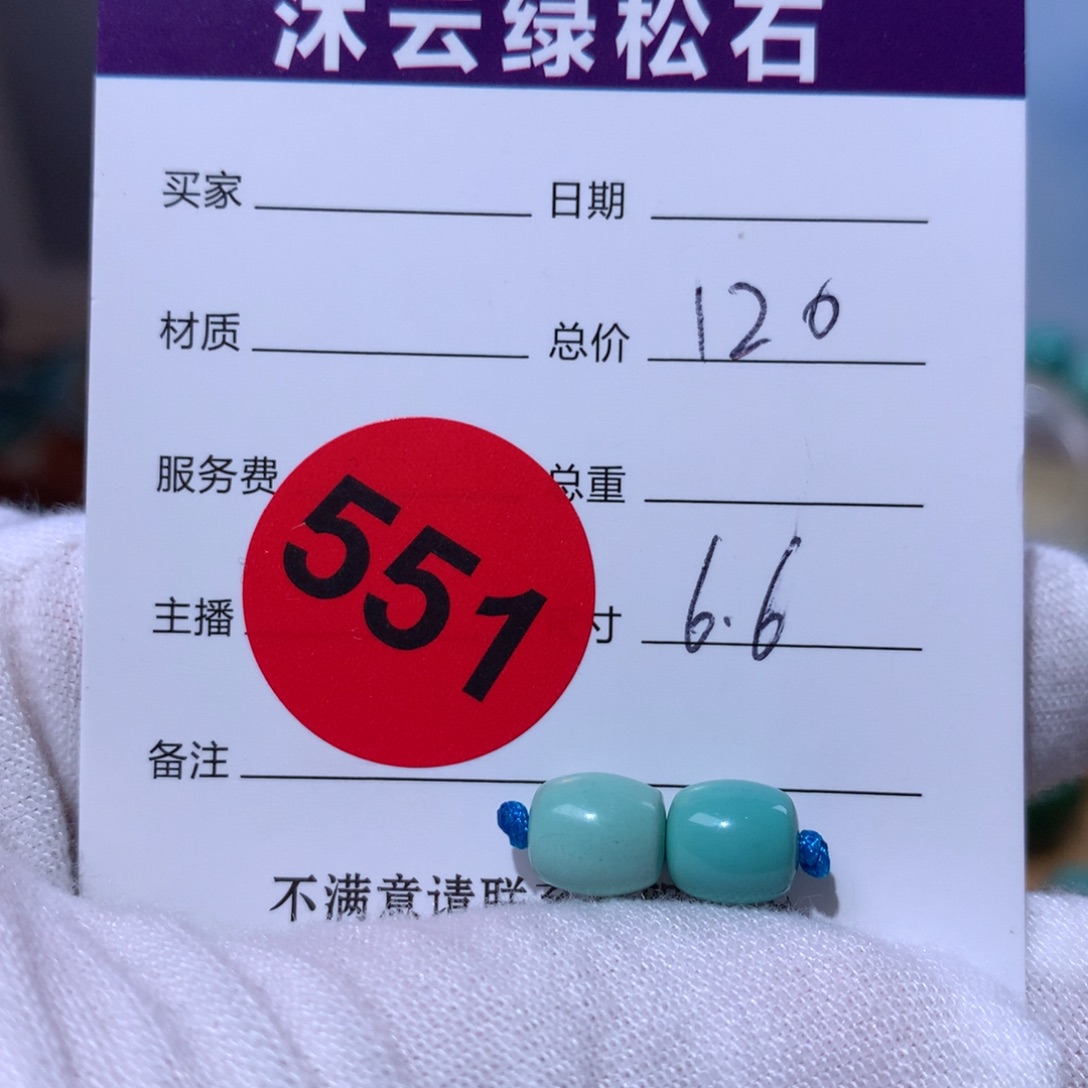 沐云绿松石
买家 日期
材质 总价 120
服务费 总重
551
主播 寸 6.6
备注
不满意请联